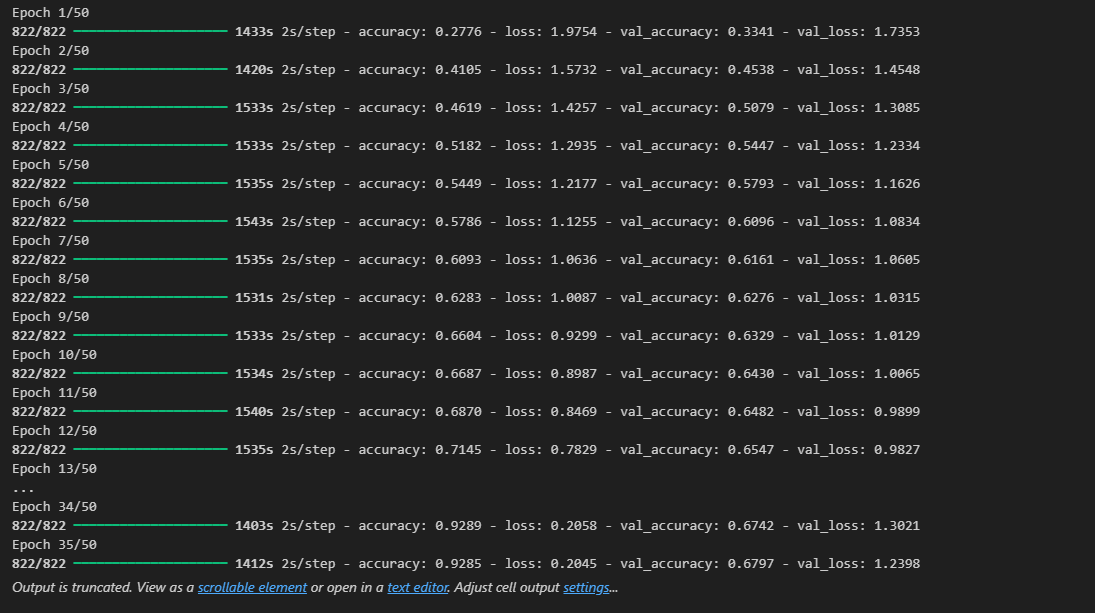 Epoch 1/50
822/822 ━━━━━━━━━━━━━━━━━━━━ 1433s 2s/step - accuracy: 0.2776 - loss: 1.9754 - val_accuracy: 0.3341 - val_loss: 1.7353
Epoch 2/50
822/822 ━━━━━━━━━━━━━━━━━━━━ 1420s 2s/step - accuracy: 0.4105 - loss: 1.5732 - val_accuracy: 0.4538 - val_loss: 1.4548
Epoch 3/50
822/822 ━━━━━━━━━━━━━━━━━━━━ 1533s 2s/step - accuracy: 0.4619 - loss: 1.4257 - val_accuracy: 0.5079 - val_loss: 1.3085
Epoch 4/50
822/822 ━━━━━━━━━━━━━━━━━━━━ 1533s 2s/step - accuracy: 0.5182 - loss: 1.2935 - val_accuracy: 0.5447 - val_loss: 1.2334
Epoch 5/50
822/822 ━━━━━━━━━━━━━━━━━━━━ 1535s 2s/step - accuracy: 0.5449 - loss: 1.2177 - val_accuracy: 0.5793 - val_loss: 1.1626
Epoch 6/50
822/822 ━━━━━━━━━━━━━━━━━━━━ 1543s 2s/step - accuracy: 0.5786 - loss: 1.1255 - val_accuracy: 0.6096 - val_loss: 1.0834
Epoch 7/50
822/822 ━━━━━━━━━━━━━━━━━━━━ 1535s 2s/step - accuracy: 0.6093 - loss: 1.0636 - val_accuracy: 0.6161 - val_loss: 1.0605
Epoch 8/50
822/822 ━━━━━━━━━━━━━━━━━━━━ 1531s 2s/step - accuracy: 0.6283 - loss: 1.0087 - val_accuracy: 0.6276 - val_loss: 1.0315
Epoch 9/50
822/822 ━━━━━━━━━━━━━━━━━━━━ 1533s 2s/step - accuracy: 0.6604 - loss: 0.9299 - val_accuracy: 0.6329 - val_loss: 1.0129
Epoch 10/50
822/822 ━━━━━━━━━━━━━━━━━━━━ 1534s 2s/step - accuracy: 0.6687 - loss: 0.8987 - val_accuracy: 0.6430 - val_loss: 1.0065
Epoch 11/50
822/822 ━━━━━━━━━━━━━━━━━━━━ 1540s 2s/step - accuracy: 0.6870 - loss: 0.8469 - val_accuracy: 0.6482 - val_loss: 0.9899
Epoch 12/50
822/822 ━━━━━━━━━━━━━━━━━━━━ 1535s 2s/step - accuracy: 0.7145 - loss: 0.7829 - val_accuracy: 0.6547 - val_loss: 0.9827
Epoch 13/50
...
Epoch 34/50
822/822 ━━━━━━━━━━━━━━━━━━━━ 1403s 2s/step - accuracy: 0.9289 - loss: 0.2058 - val_accuracy: 0.6742 - val_loss: 1.3021
Epoch 35/50
822/822 ━━━━━━━━━━━━━━━━━━━━ 1412s 2s/step - accuracy: 0.9285 - loss: 0.2045 - val_accuracy: 0.6797 - val_loss: 1.2398
Output is truncated. View as a scrollable element or open in a text editor. Adjust cell output settings...